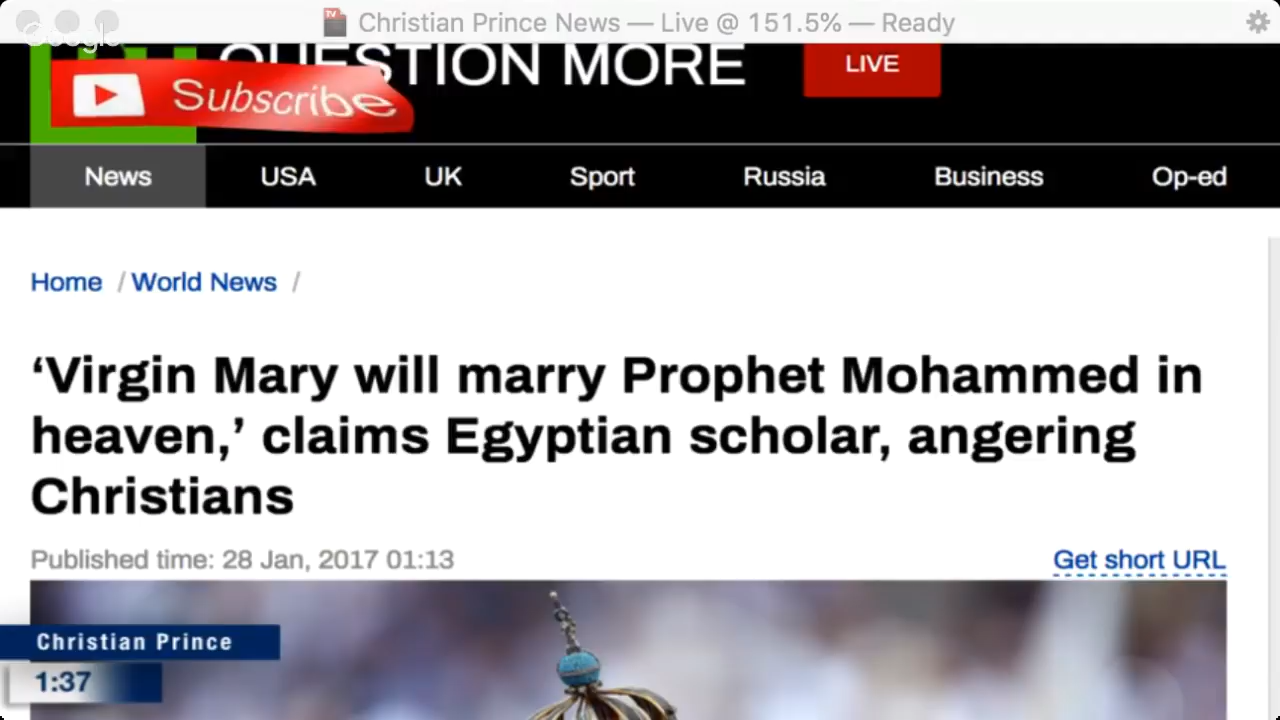 Christian Prince News — Live @ 151.5% — Ready
Google
QUESTION MORE
LIVE
Subscribe
News USA UK Sport Russia Business Op-ed
Home / World News /
‘Virgin Mary will marry Prophet Mohammed in
heaven,’ claims Egyptian scholar, angering
Christians
Published time: 28 Jan, 2017 01:13
Get short URL
Christian Prince
1:37